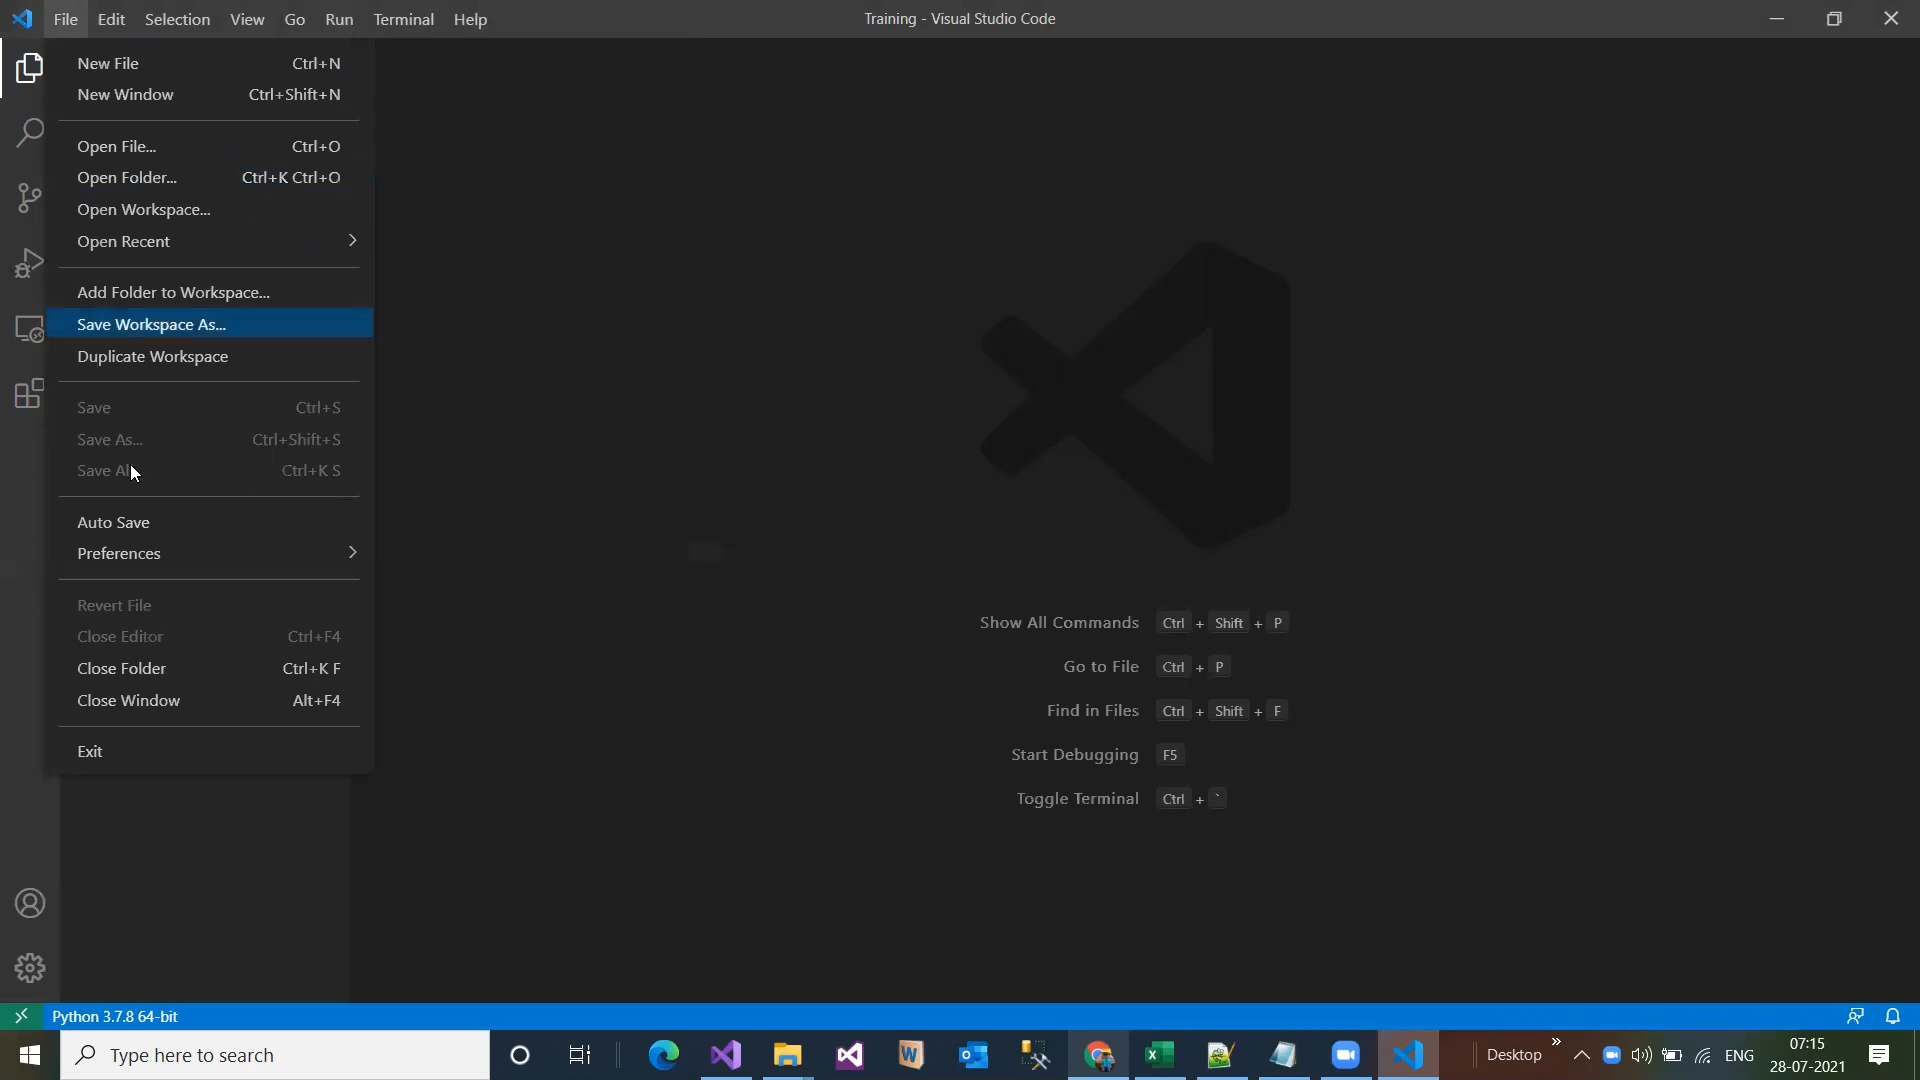 File Edit Selection View Go Run Terminal Help
Training - Visual Studio Code
New File Ctrl+N
New Window Ctrl+Shift+N
Open File... Ctrl+O
Open Folder... Ctrl+K Ctrl+O
Open Workspace...
Open Recent
Add Folder to Workspace...
Save Workspace As...
Duplicate Workspace
Save Ctrl+S
Save As... Ctrl+Shift+S
Save Al Ctrl+K S
Auto Save
Preferences
Revert File
Close Editor Ctrl+F4
Close Folder Ctrl+K F
Close Window Alt+F4
Exit
Show All Commands Ctrl + Shift + P
Go to File Ctrl + P
Find in Files Ctrl + Shift + F
Start Debugging F5
Toggle Terminal Ctrl + `
Python 3.7.8 64-bit
Type here to search
Desktop
ENG
07:15
28-07-2021